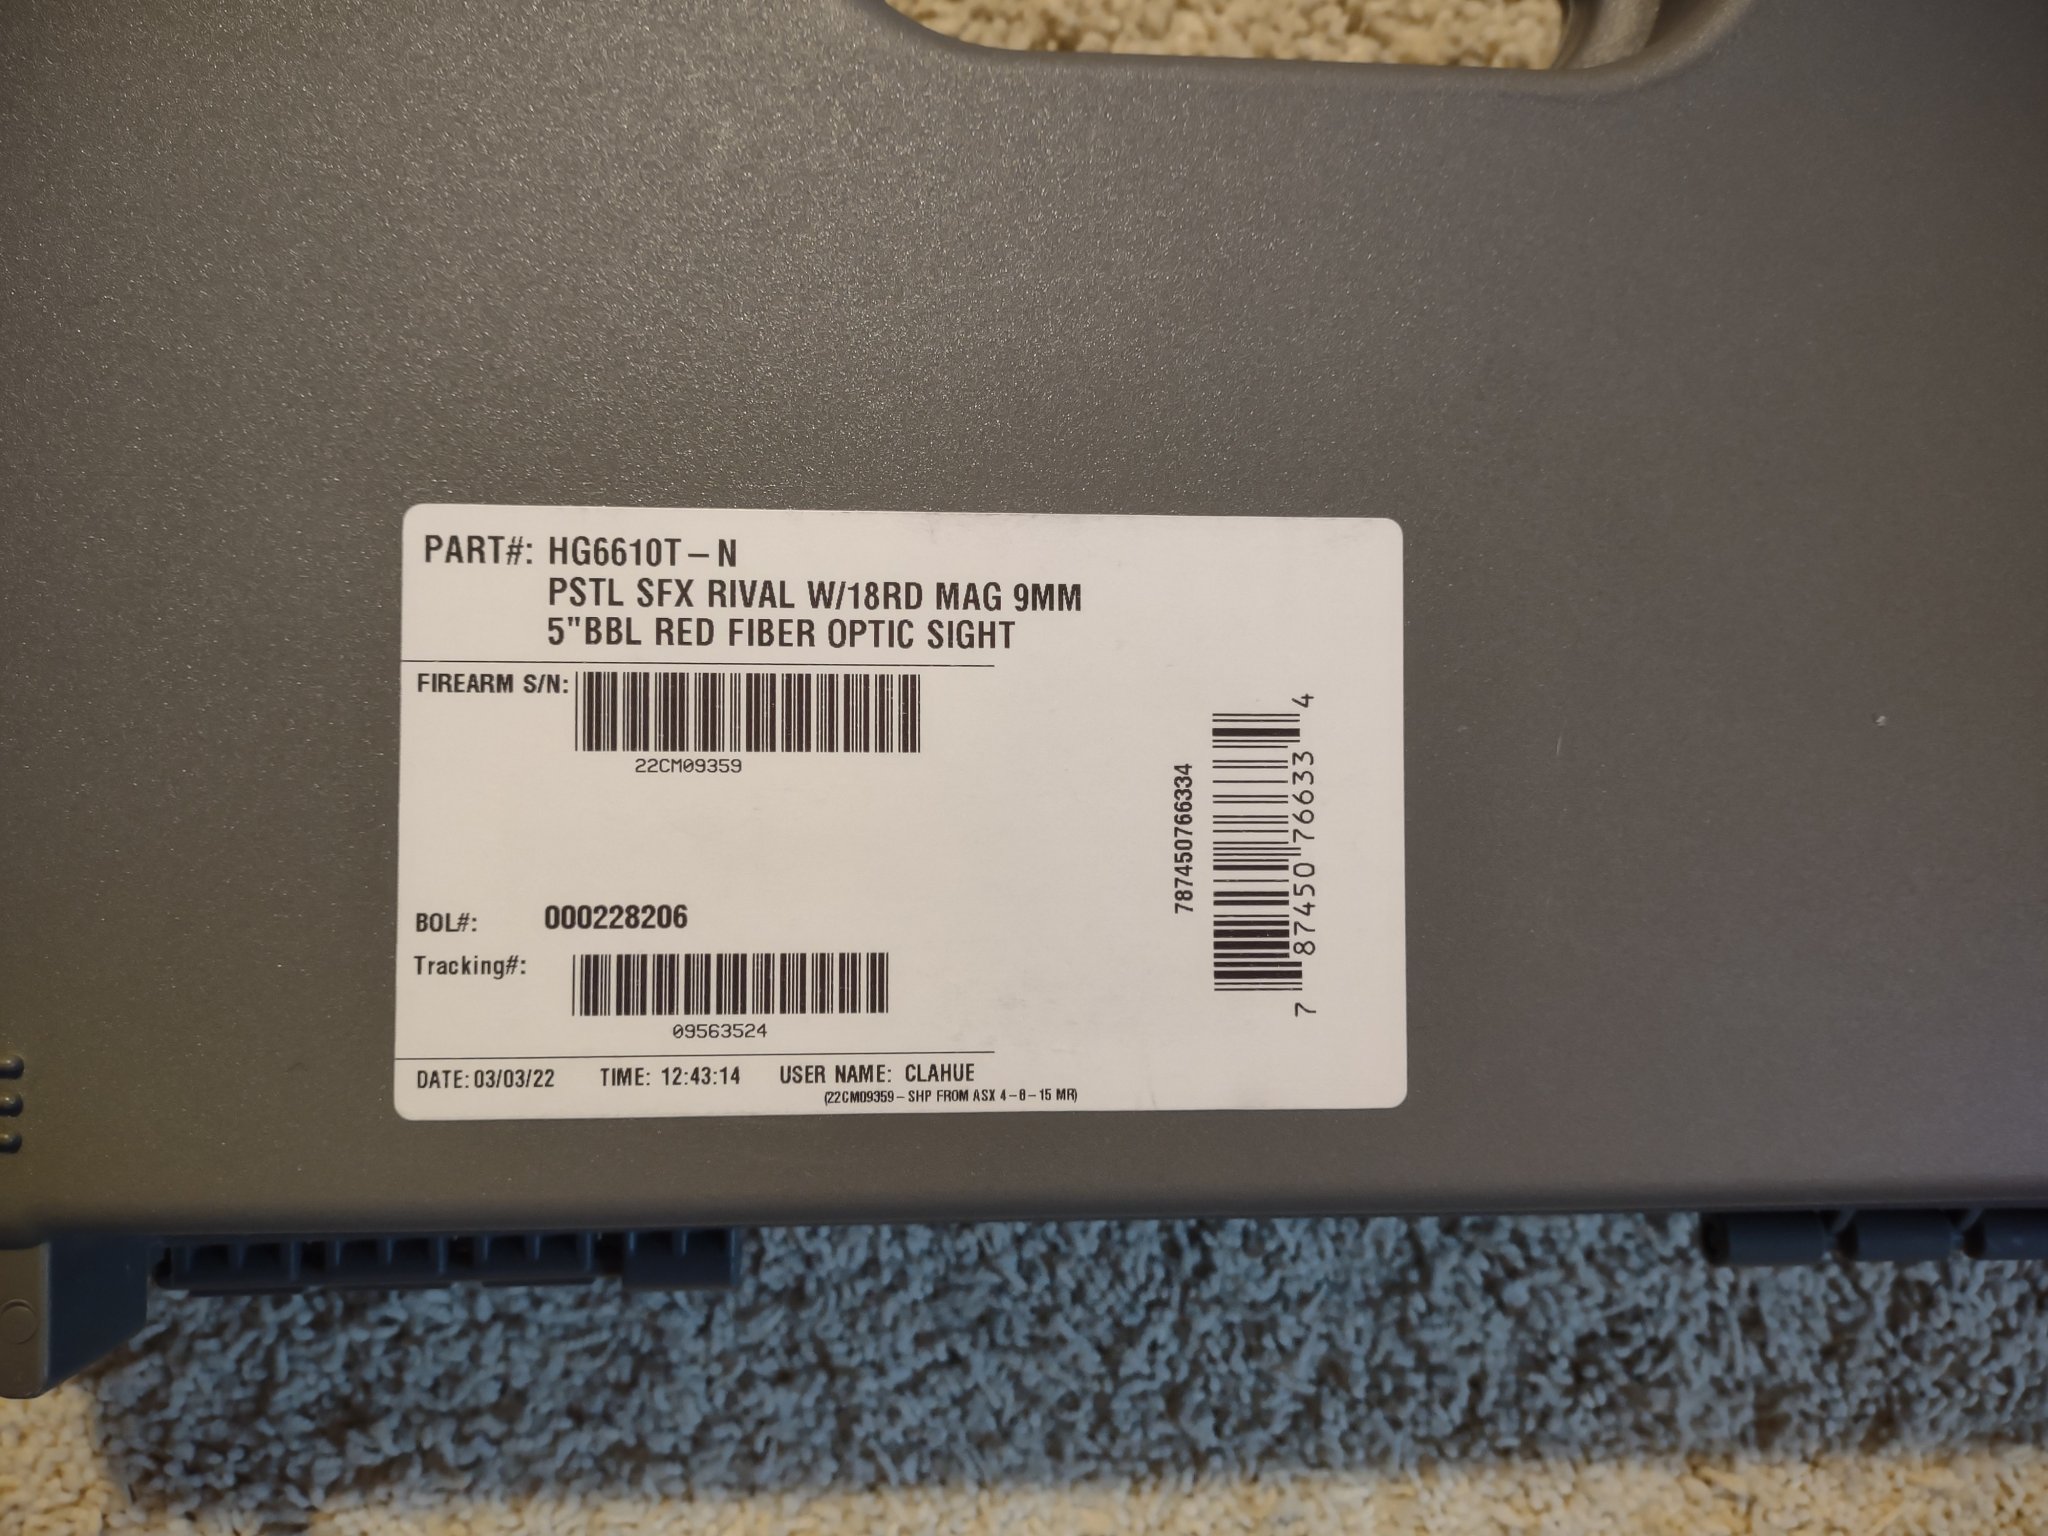 PART#: HG6610T-N
PSTL SFX RIVAL W/18RD MAG 9MM
5"BBL RED FIBER OPTIC SIGHT
FIREARM S/N:
22CM09359
BOL#: 000228206
Tracking#:
09563524
DATE: 03/03/22 TIME: 12:43:14 USER NAME: CLAHUE
(22CM09359-SHP FROM ASX 4-8-15 MR)
787450766334
7 87450 76633 4